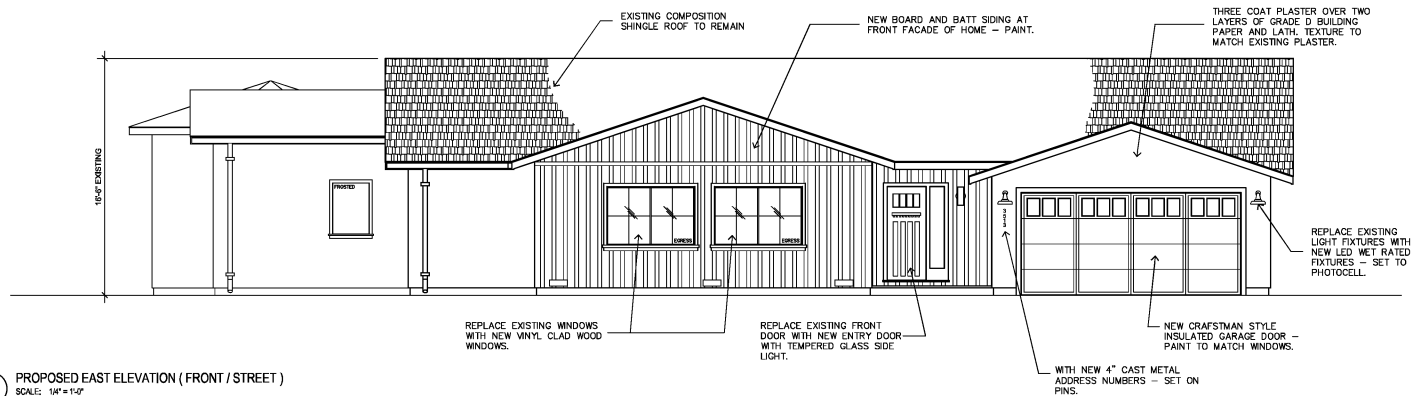 EXISTING COMPOSITION
SHINGLE ROOF TO REMAIN
NEW BOARD AND BATT SIDING AT
FRONT FACADE OF HOME – PAINT.
THREE COAT PLASTER OVER TWO
LAYERS OF GRADE D BUILDING
PAPER AND LATH. TEXTURE TO
MATCH EXISTING PLASTER.
16'-6" EXISTING
FROSTED
EGRESS
EGRESS
3013
REPLACE EXISTING
LIGHT FIXTURES WITH
NEW LED WET RATED
FIXTURES – SET TO
PHOTOCELL.
REPLACE EXISTING WINDOWS
WITH NEW VINYL CLAD WOOD
WINDOWS.
REPLACE EXISTING FRONT
DOOR WITH NEW ENTRY DOOR
WITH TEMPERED GLASS SIDE
LIGHT.
NEW CRAFSTMAN STYLE
INSULATED GARAGE DOOR –
PAINT TO MATCH WINDOWS.
WITH NEW 4" CAST METAL
ADDRESS NUMBERS – SET ON
PINS.
PROPOSED EAST ELEVATION ( FRONT / STREET )
SCALE: 1/4" = 1'-0"